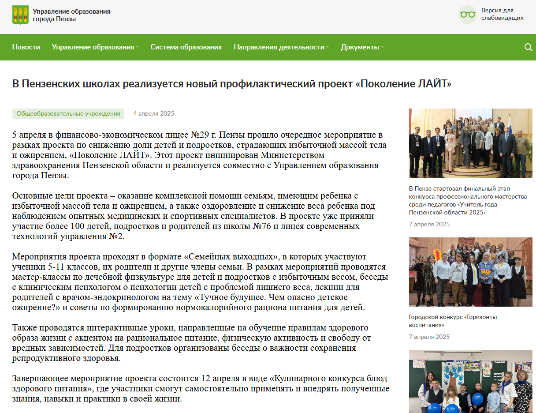 Управление образования
города Пензы
Версия для
слабовидящих
Новости
Управление образования
Система образования
Направления деятельности
Документы
В Пензенских школах реализуется новый профилактический проект «Поколение ЛАЙТ»
Общеобразовательные учреждения
4 апреля 2025
5 апреля в финансово-экономическом лицее №29 г. Пензы прошло очередное мероприятие в
рамках проекта по снижению доли детей и подростков, страдающих избыточной массой тела
и ожирением, «Поколение ЛАЙТ». Этот проект инициирован Министерством
здравоохранения Пензенской области и реализуется совместно с Управлением образования
города Пензы.
Основные цели проекта – оказание комплексной помощи семьям, имеющим ребенка с
избыточной массой тела и ожирением, а также оздоровление и снижение веса ребенка под
наблюдением опытных медицинских и спортивных специалистов. В проекте уже приняли
участие более 100 детей, подростков и родителей из школы №76 и лицея современных
технологий управления №2.
Мероприятия проекта проходят в формате «Семейных выходных», в которых участвуют
ученики 5-11 классов, их родители и другие члены семьи. В рамках мероприятий проводятся
мастер-классы по лечебной физкультуре для детей и подростков с избыточным весом, беседы
с клиническим психологом о психологии детей с проблемой лишнего веса, лекции для
родителей с врачом-эндокринологом на тему «Тучное будущее. Чем опасно детское
ожирение?» и советы по формированию нормокалорийного рациона питания для детей.
Также проводятся интерактивные уроки, направленные на обучение правилам здорового
образа жизни с акцентом на рациональное питание, физическую активность и свободу от
вредных зависимостей. Для подростков организованы беседы о важности сохранения
репродуктивного здоровья.
Завершающее мероприятие проекта состоится 12 апреля в виде «Кулинарного конкурса блюд
здорового питания», где участники смогут самостоятельно применять и внедрять полученные
знания, навыки и практики в своей жизни.
В Пензе стартовал финальный этап
конкурса профессионального мастерства
среди педагогов «Учитель года
Пензенской области 2025»
7 апреля 2025
Городской конкурс «Горизонты
воспитания»
7 апреля 2025